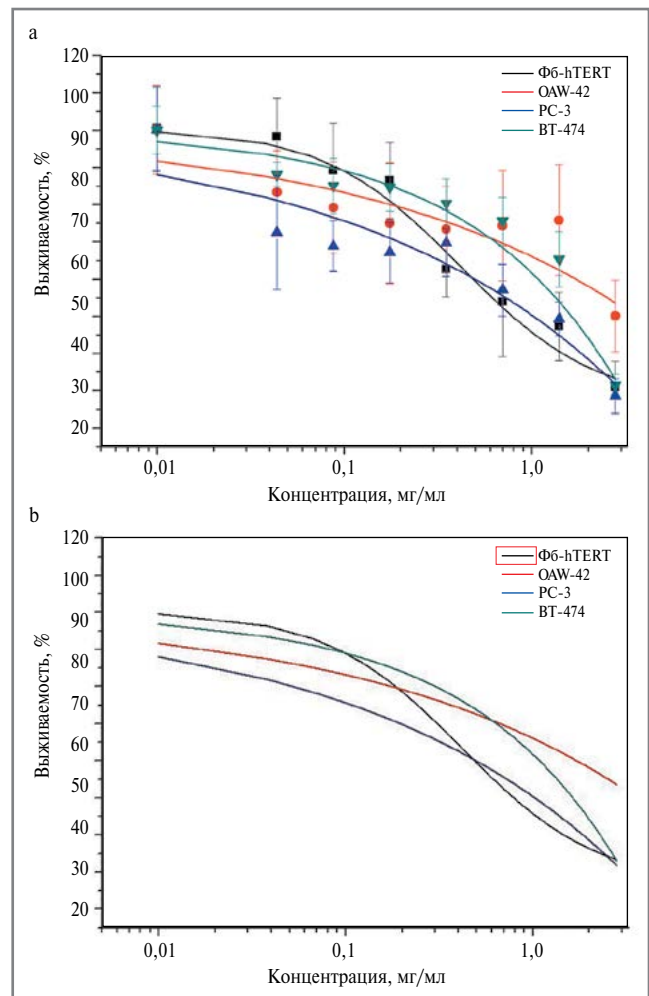 a
120
100
90
80
70
60
50
40
30
20
Выживаемость, %
Фб-hTERT
OAW-42
PC-3
BT-474
0,01
0,1
1,0
Концентрация, мг/мл
b
120
100
90
80
70
60
50
40
30
20
Выживаемость, %
Фб-hTERT
OAW-42
PC-3
BT-474
0,01
0,1
1,0
Концентрация, мг/мл